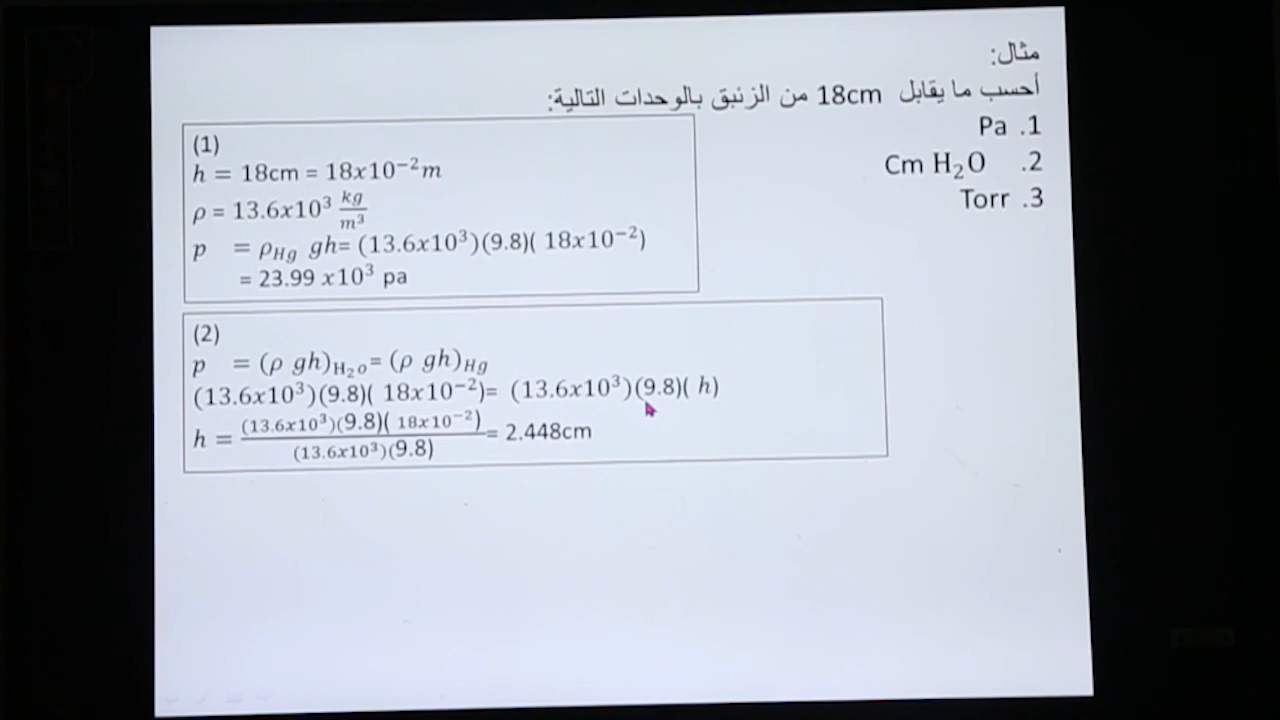 مثال:
أحسب ما يقابل 18cm من الزنبق بالوحدات التالية:
1. Pa
2. Cm H₂O
3. Torr
(1)
h = 18cm = 18x10⁻²m
ρ = 13.6x10³ kg/m³
p = ρHg gh= (13.6x10³)(9.8)( 18x10⁻²)
= 23.99 x10³ pa
(2)
p = (ρ gh)H₂o= (ρ gh)Hg
(13.6x10³)(9.8)( 18x10⁻²)= (13.6x10³)(9.8)( h)
h = (13.6x10³)(9.8)( 18x10⁻²)/(13.6x10³)(9.8) = 2.448cm